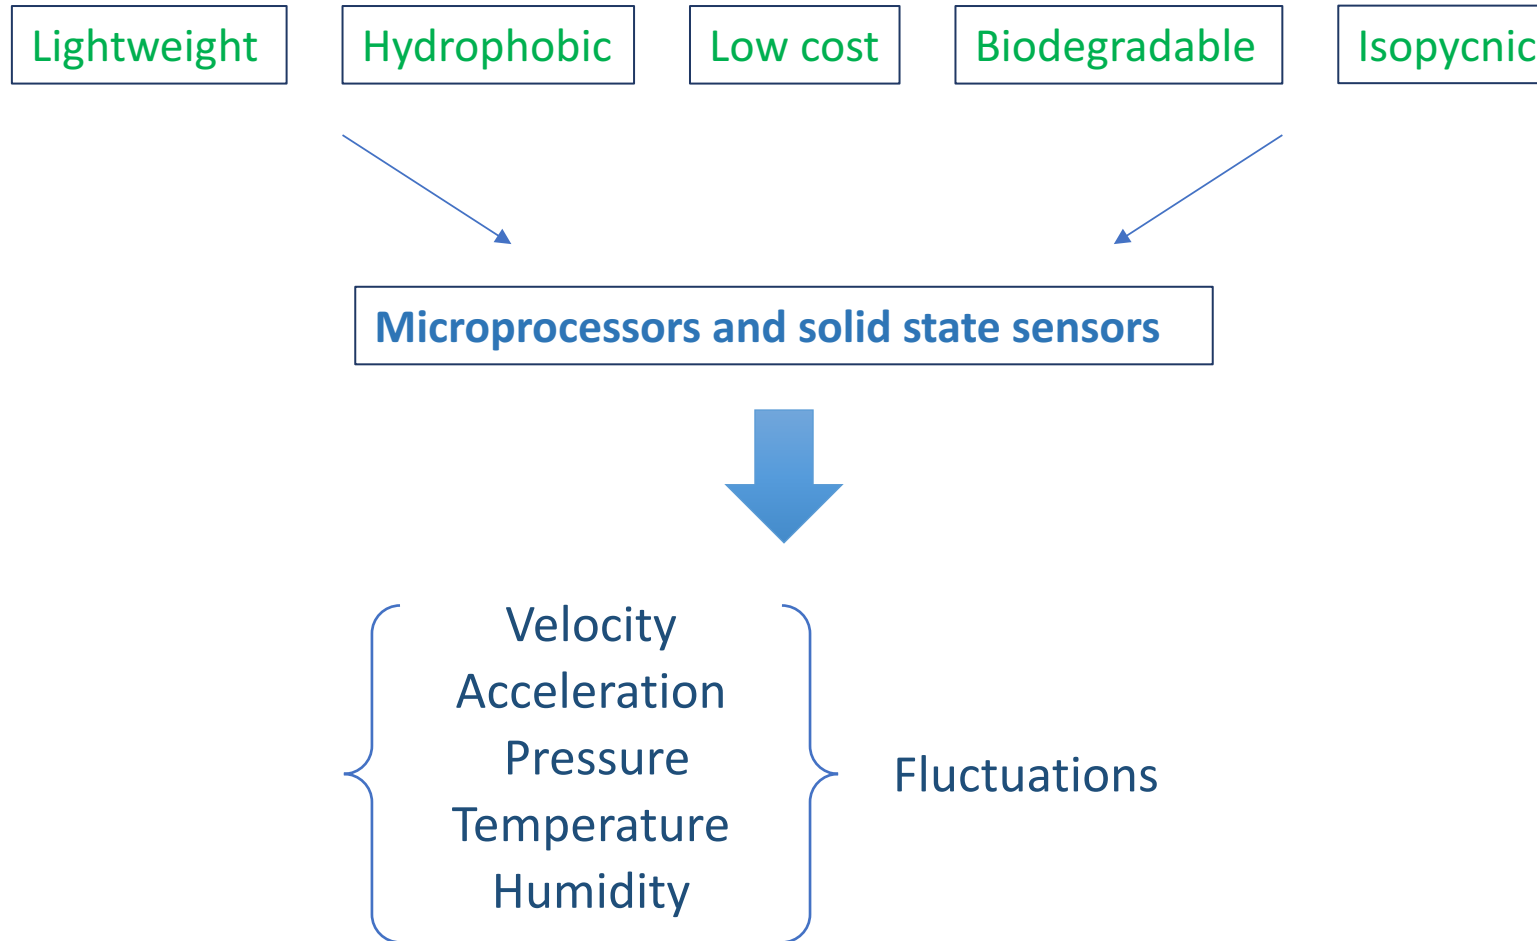 Lightweight
Hydrophobic
Low cost
Biodegradable
Isopycnic
Microprocessors and solid state sensors
Velocity
Acceleration
Pressure
Temperature
Humidity
Fluctuations